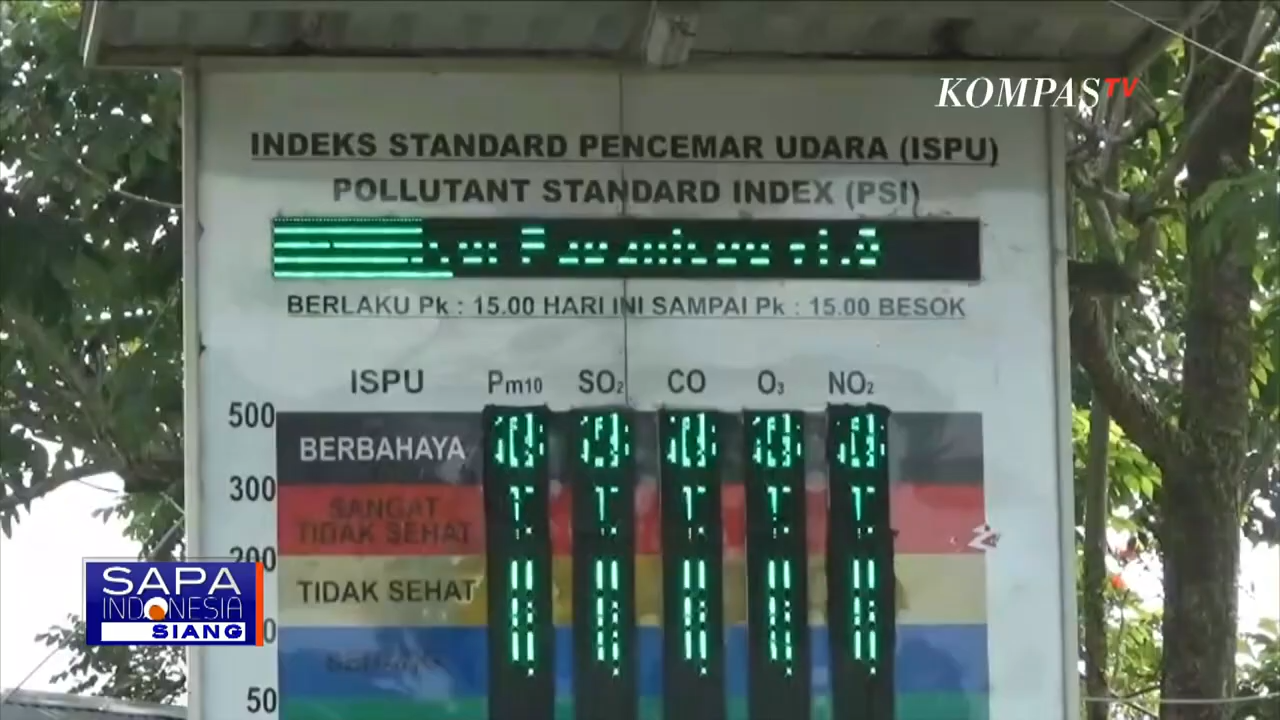 KOMPASTV
INDEKS STANDARD PENCEMAR UDARA (ISPU)
POLLUTANT STANDARD INDEX (PSI)
BERLAKU Pk : 15.00 HARI INI SAMPAI Pk : 15.00 BESOK
ISPU Pm10 SO2 CO O3 NO2
500
BERBAHAYA
300
SANGAT
TIDAK SEHAT
200
TIDAK SEHAT
50
SAPA
INDONESIA
SIANG